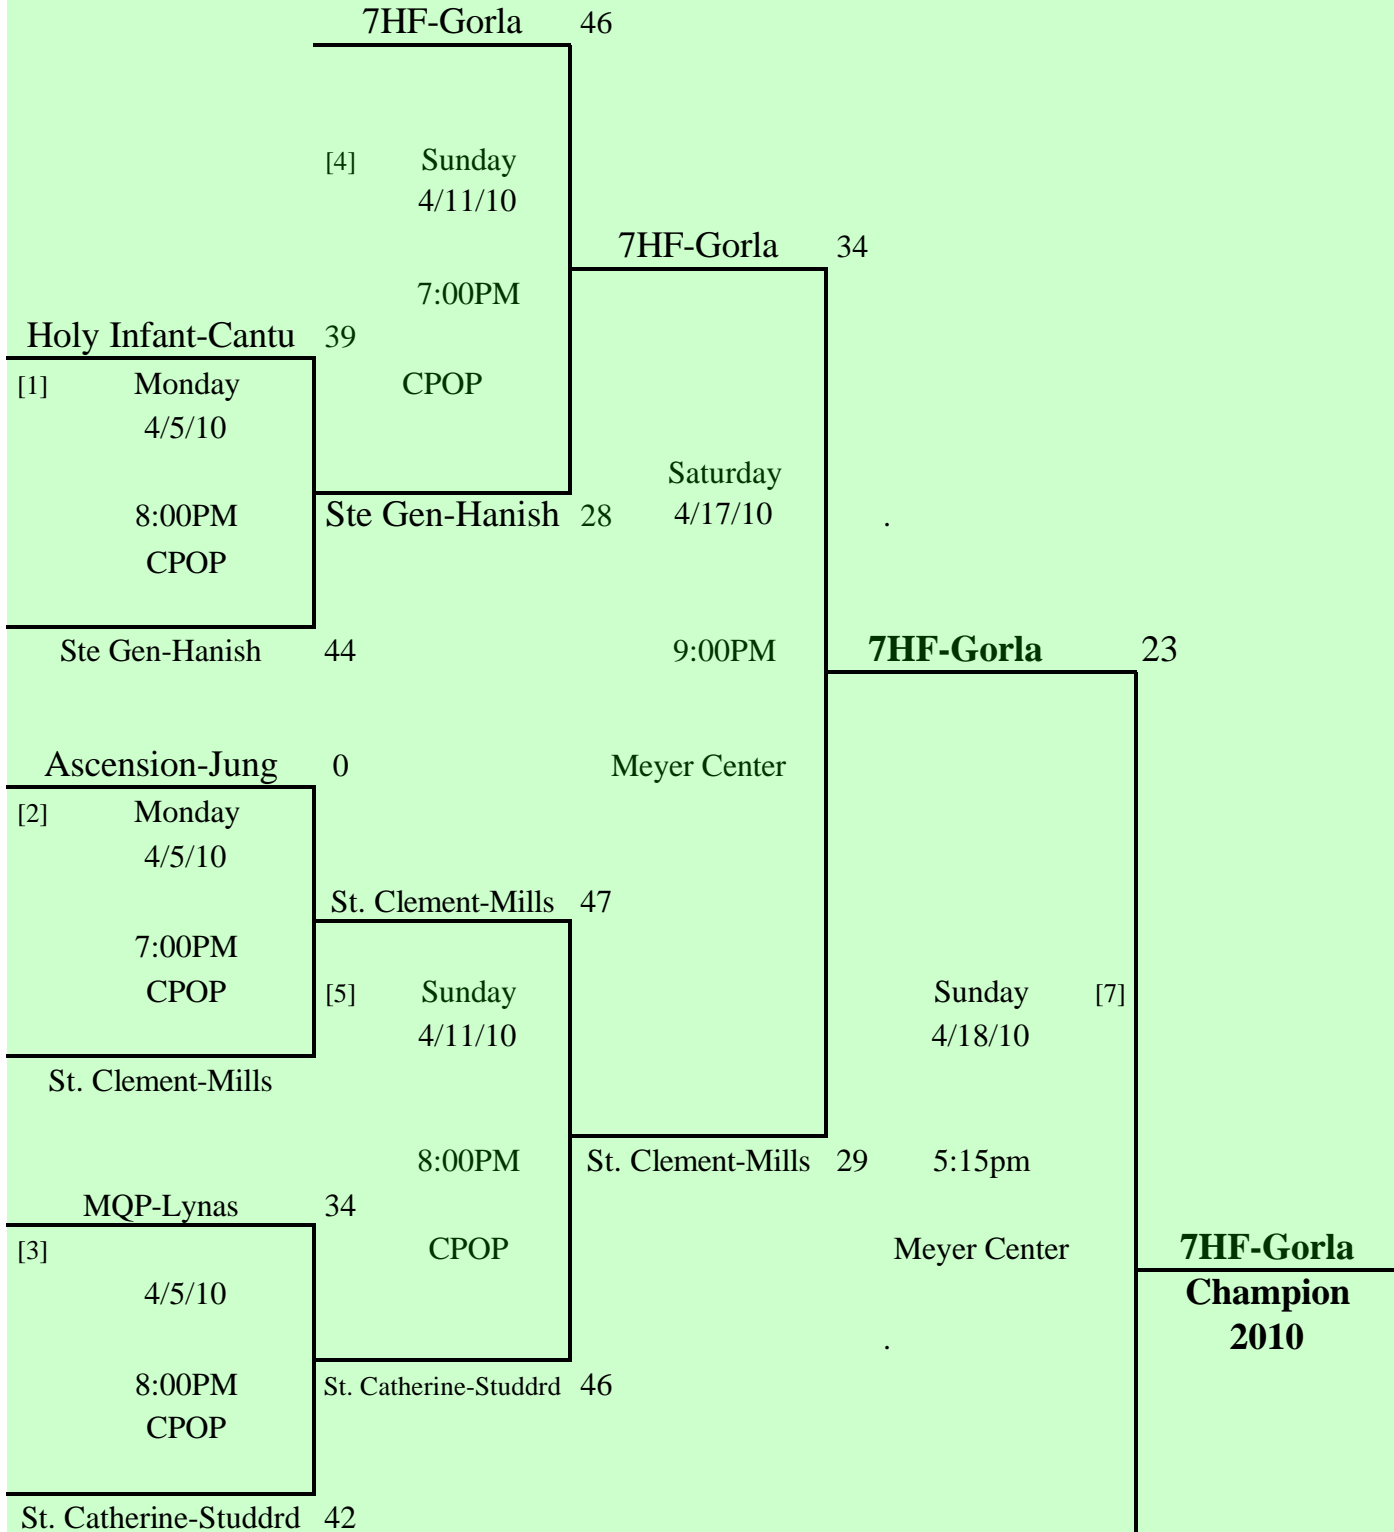 7HF-Gorla 46
[4] Sunday
4/11/10
7HF-Gorla 34
7:00PM
Holy Infant-Cantu 39
[1] Monday CPOP
4/5/10
Saturday
8:00PM Ste Gen-Hanish 28 4/17/10 .
CPOP
Ste Gen-Hanish 44 9:00PM 7HF-Gorla 23
Ascension-Jung 0 Meyer Center
[2] Monday
4/5/10
St. Clement-Mills 47
7:00PM
CPOP [5] Sunday Sunday [7]
4/11/10 4/18/10
St. Clement-Mills
8:00PM St. Clement-Mills 29 5:15pm
MQP-Lynas 34
[3] CPOP Meyer Center 7HF-Gorla
4/5/10 Champion
. 2010
8:00PM St. Catherine-Studdrd 46
CPOP
St. Catherine-Studdrd 42